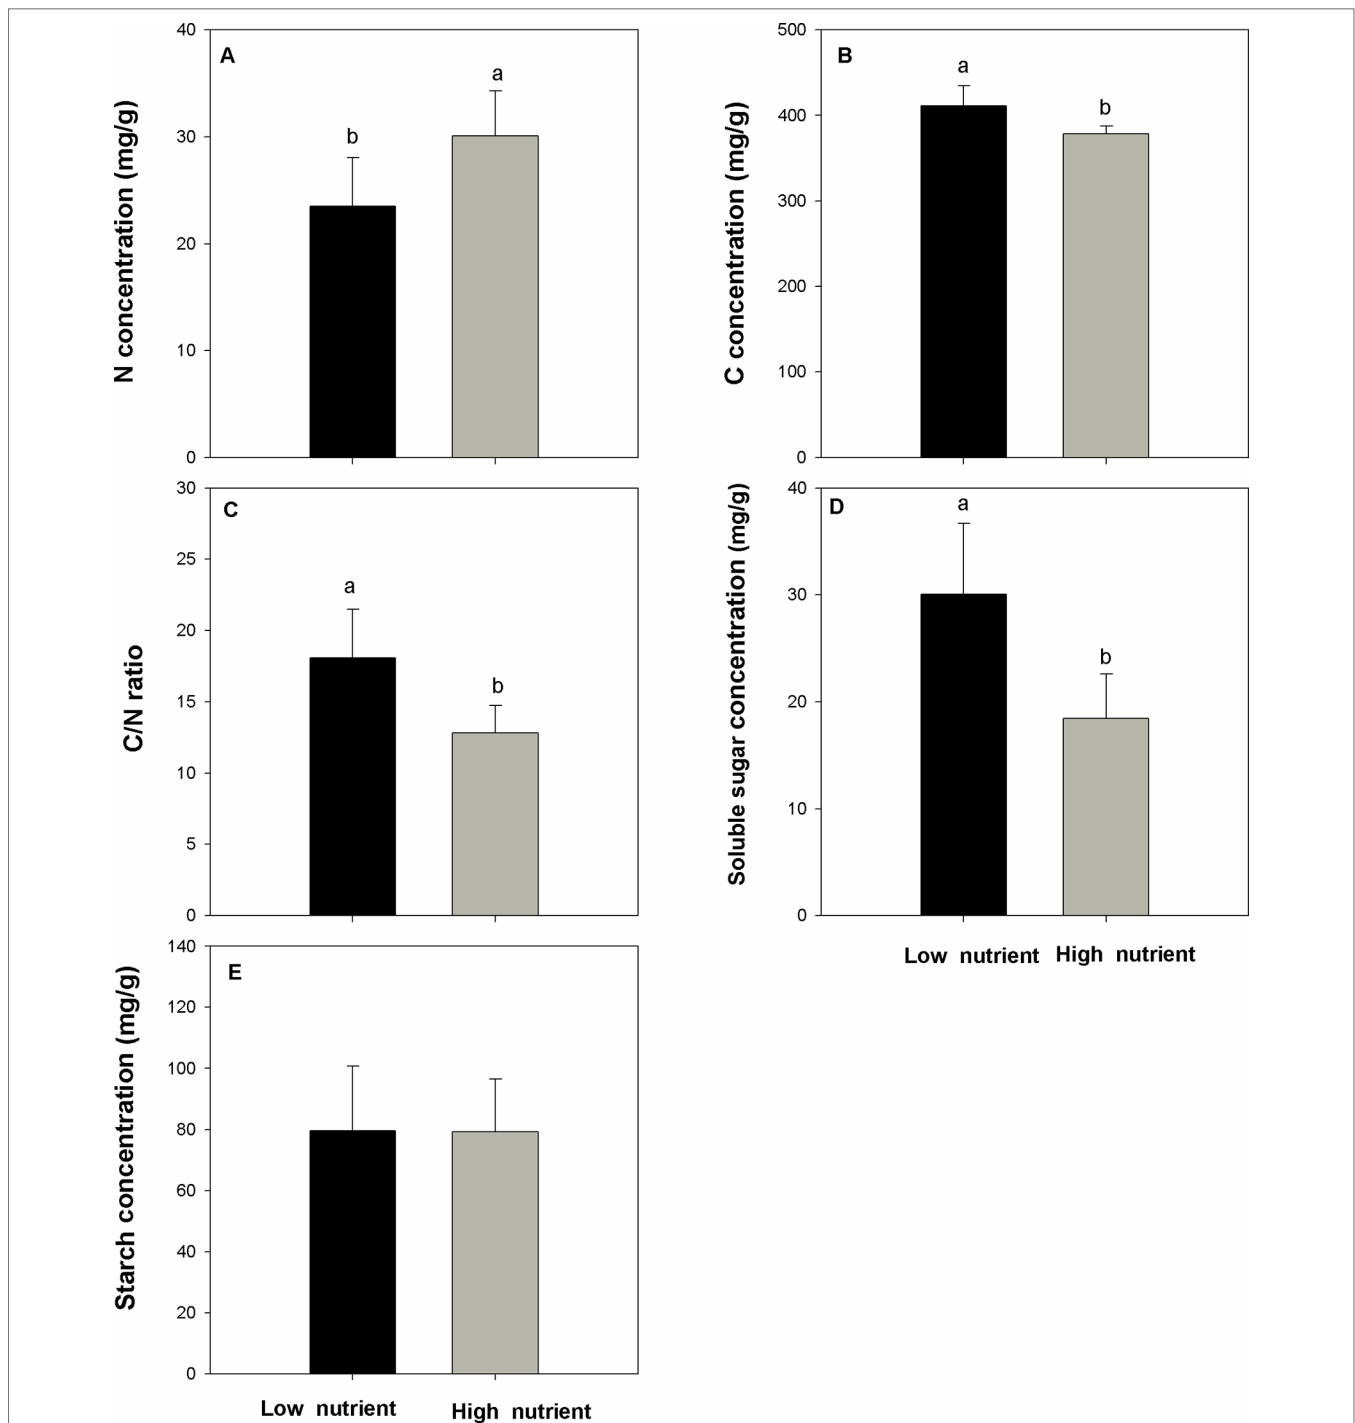 A
N concentration (mg/g)
40
30
20
10
0
b
a
B
C concentration (mg/g)
500
400
300
200
100
0
a
b
C
C/N ratio
30
25
20
15
10
5
0
a
b
D
Soluble sugar concentration (mg/g)
40
30
20
10
0
a
b
Low nutrient High nutrient
E
Starch concentration (mg/g)
140
120
100
80
60
40
20
0
Low nutrient High nutrient